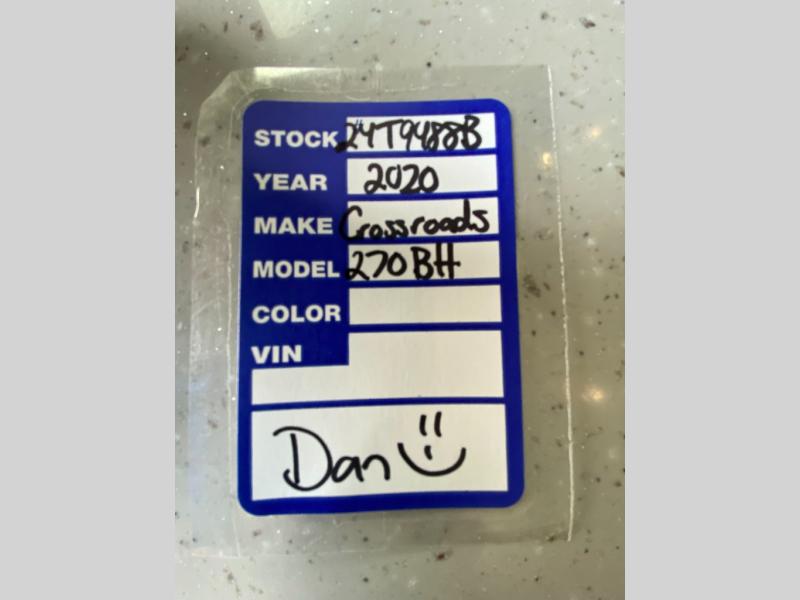 STOCK 24T9488B
YEAR 2020
MAKE Crossroads
MODEL 270BH
COLOR
VIN
Dan